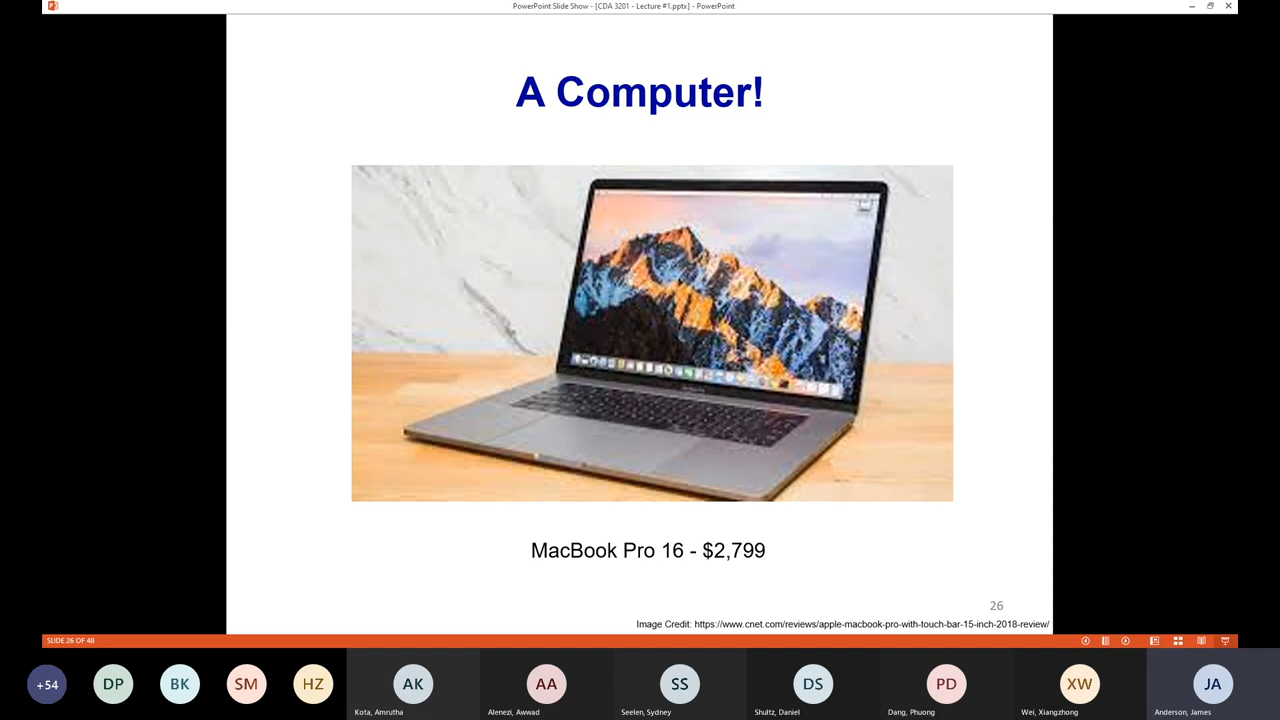 PowerPoint Slide Show - [CDA 3201 - Lecture #1.pptx] - PowerPoint
A Computer!
MacBook Pro 16 - $2,799
26
Image Credit: https://www.cnet.com/reviews/apple-macbook-pro-with-touch-bar-15-inch-2018-review/
SLIDE 26 OF 48
+54
DP
BK
SM
HZ
AK
Kota, Amrutha
AA
Alenezi, Awwad
SS
Seelen, Sydney
DS
Shultz, Daniel
PD
Dang, Phuong
XW
Wei, Xiangzhong
JA
Anderson, James